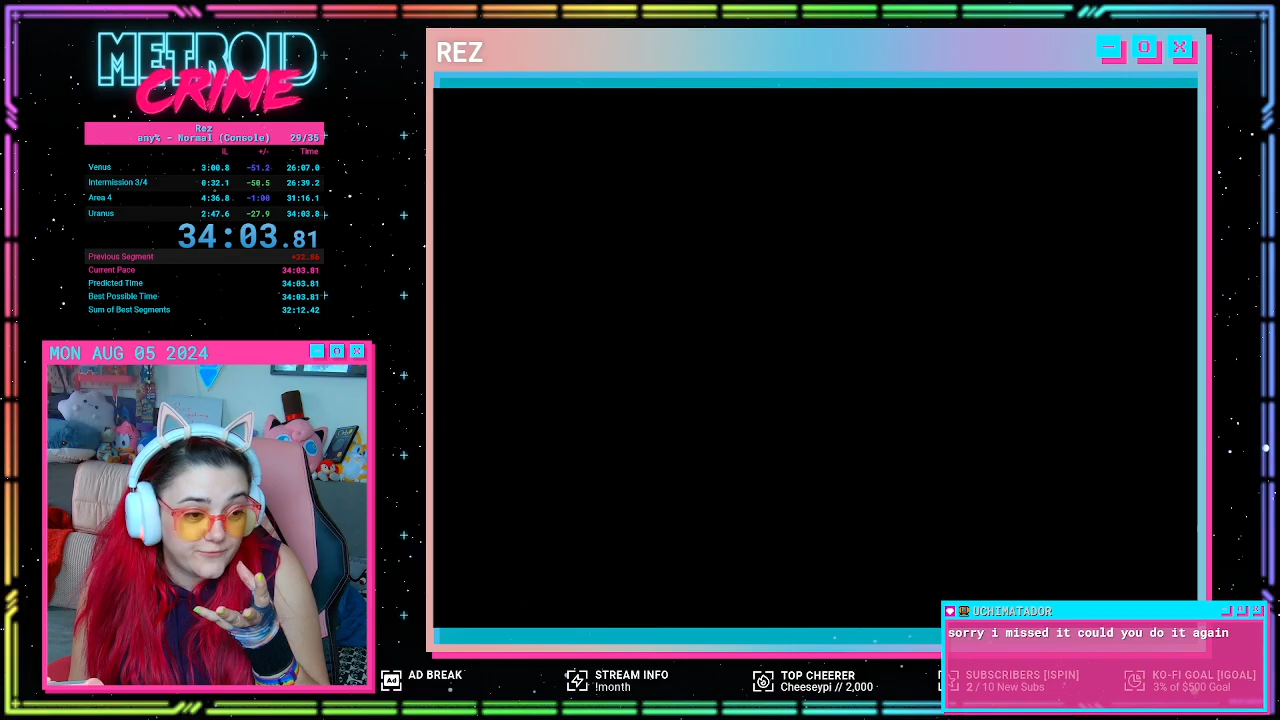 METROID
CRIME
Rez
any% - Normal (Console) 29/35
IL +/- Time
Venus 3:00.8 -51.2 26:07.0
Intermission 3/4 0:32.1 -50.5 26:39.2
Area 4 4:36.8 -1:00 31:16.1
Uranus 2:47.6 -27.9 34:03.8
34:03.81
Previous Segment +32.86
Current Pace 34:03.81
Predicted Time 34:03.81
Best Possible Time 34:03.81
Sum of Best Segments 32:12.42
MON AUG 05 2024
REZ
UCHIMATADOR
sorry i missed it could you do it again
Ad
AD BREAK
STREAM INFO
!month
TOP CHEERER
Cheeseypi // 2,000
SUBSCRIBERS [!SPIN]
2 / 10 New Subs
KO-FI GOAL [!GOAL]
3% of $500 Goal